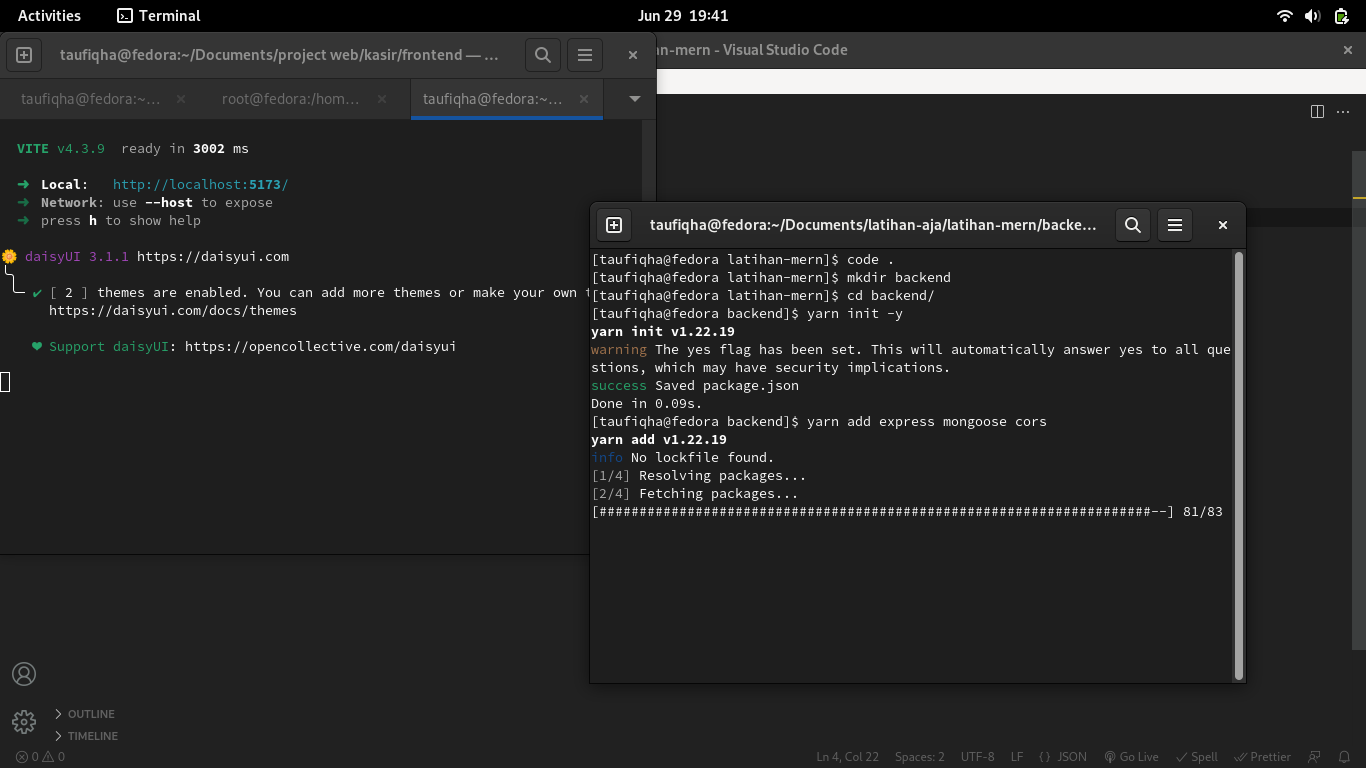 Activities
Terminal
Jun 29 19:41
taufiqha@fedora:~/Documents/project web/kasir/frontend — ...
n-mern - Visual Studio Code
taufiqha@fedora:~...
root@fedora:/hom...
taufiqha@fedora:~...
VITE v4.3.9 ready in 3002 ms
➜ Local: http://localhost:5173/
➜ Network: use --host to expose
➜ press h to show help
🌼 daisyUI 3.1.1 https://daisyui.com
✔ [ 2 ] themes are enabled. You can add more themes or make your own
https://daisyui.com/docs/themes
❤ Support daisyUI: https://opencollective.com/daisyui
taufiqha@fedora:~/Documents/latihan-aja/latihan-mern/backe...
[taufiqha@fedora latihan-mern]$ code .
[taufiqha@fedora latihan-mern]$ mkdir backend
[taufiqha@fedora latihan-mern]$ cd backend/
[taufiqha@fedora backend]$ yarn init -y
yarn init v1.22.19
warning The yes flag has been set. This will automatically answer yes to all que
stions, which may have security implications.
success Saved package.json
Done in 0.09s.
[taufiqha@fedora backend]$ yarn add express mongoose cors
yarn add v1.22.19
info No lockfile found.
[1/4] Resolving packages...
[2/4] Fetching packages...
[#####################################################################--] 81/83
OUTLINE
TIMELINE
0 0
Ln 4, Col 22
Spaces: 2
UTF-8
LF
{ } JSON
Go Live
Spell
Prettier